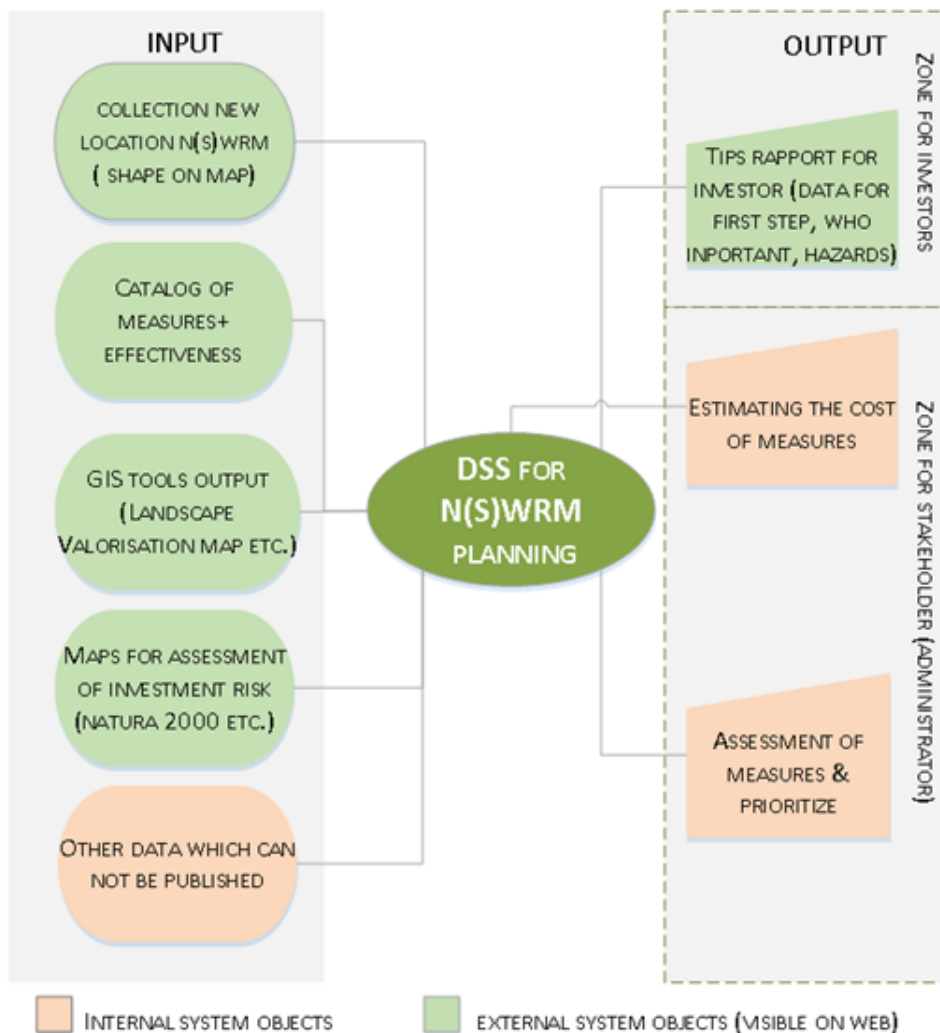 INPUT
COLLECTION NEW
LOCATION N(S)WRM
( SHAPE ON MAP)
CATALOG OF
MEASURES+
EFFECTIVENESS
GIS TOOLS OUTPUT
(LANDSCAPE
VALORISATION MAP ETC.)
MAPS FOR ASSESSMENT
OF INVESTMENT RISK
(NATURA 2000 ETC.)
OTHER DATA WHICH CAN
NOT BE PUBLISHED
DSS FOR
N(S)WRM
PLANNING
OUTPUT
TIPS RAPPORT FOR
INVESTOR (DATA FOR
FIRST STEP, WHO
INPORTANT, HAZARDS)
ZONE FOR INVESTORS
ESTIMATING THE COST
OF MEASURES
ASSESSMENT OF
MEASURES &
PRIORITIZE
ZONE FOR STAKEHOLDER (ADMINISTRATOR)
INTERNAL SYSTEM OBJECTS
EXTERNAL SYSTEM OBJECTS (VISIBLE ON WEB)